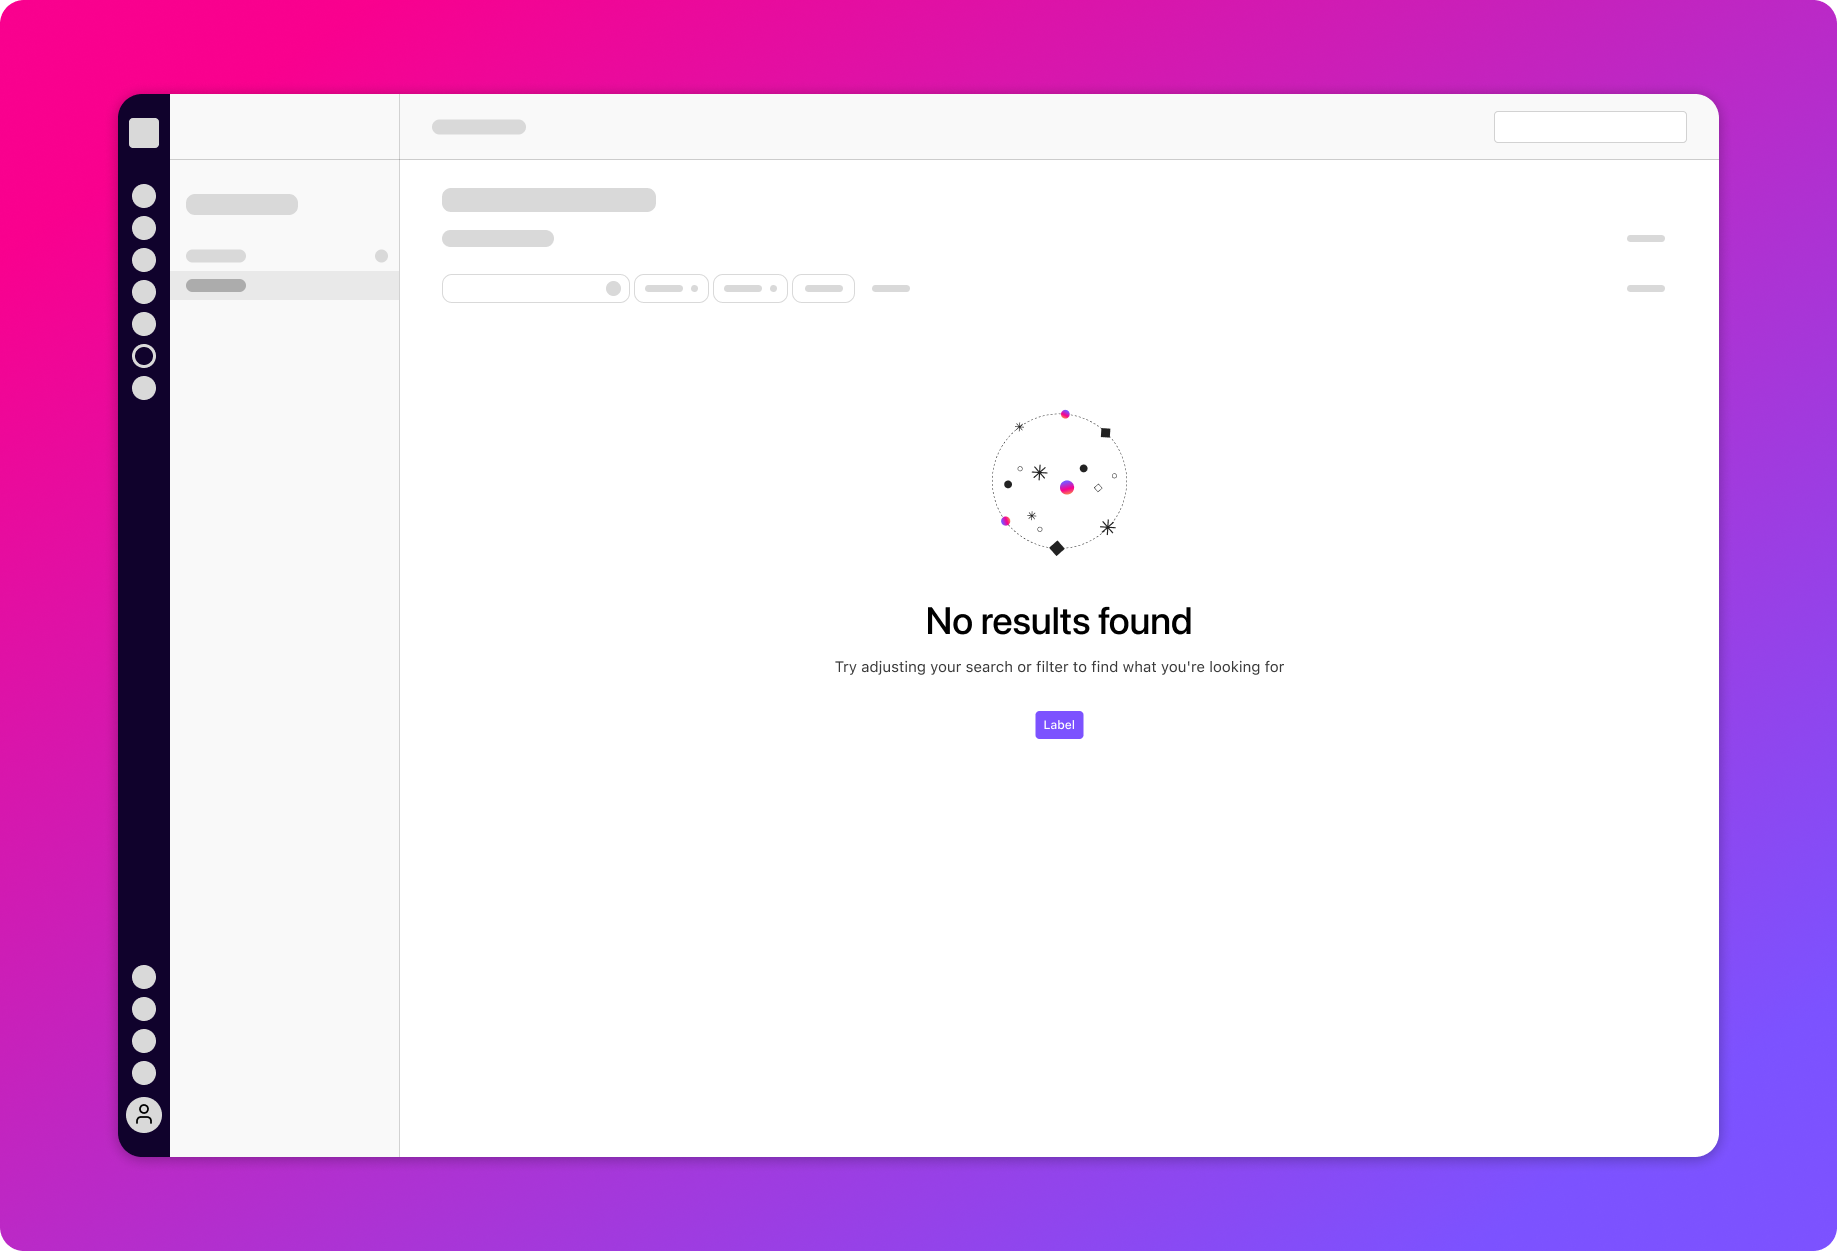 No results found
Try adjusting your search or filter to find what you're looking for
Label